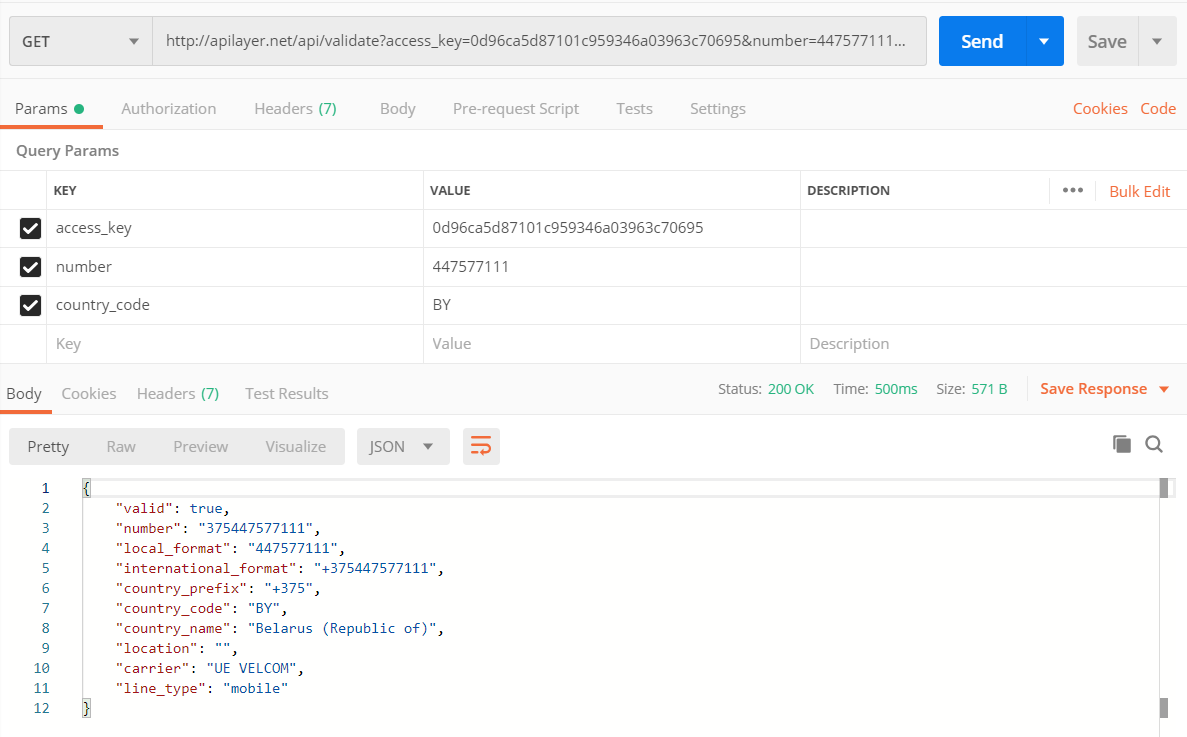 GET http://apilayer.net/api/validate?access_key=0d96ca5d87101c959346a03963c70695&number=447577111... Send Save
Params Authorization Headers (7) Body Pre-request Script Tests Settings Cookies Code
Query Params
KEY VALUE DESCRIPTION ••• Bulk Edit
access_key 0d96ca5d87101c959346a03963c70695
number 447577111
country_code BY
Key Value Description
Body Cookies Headers (7) Test Results Status: 200 OK Time: 500ms Size: 571 B Save Response
Pretty Raw Preview Visualize JSON
1 {
2 "valid": true,
3 "number": "375447577111",
4 "local_format": "447577111",
5 "international_format": "+375447577111",
6 "country_prefix": "+375",
7 "country_code": "BY",
8 "country_name": "Belarus (Republic of)",
9 "location": "",
10 "carrier": "UE VELCOM",
11 "line_type": "mobile"
12 }